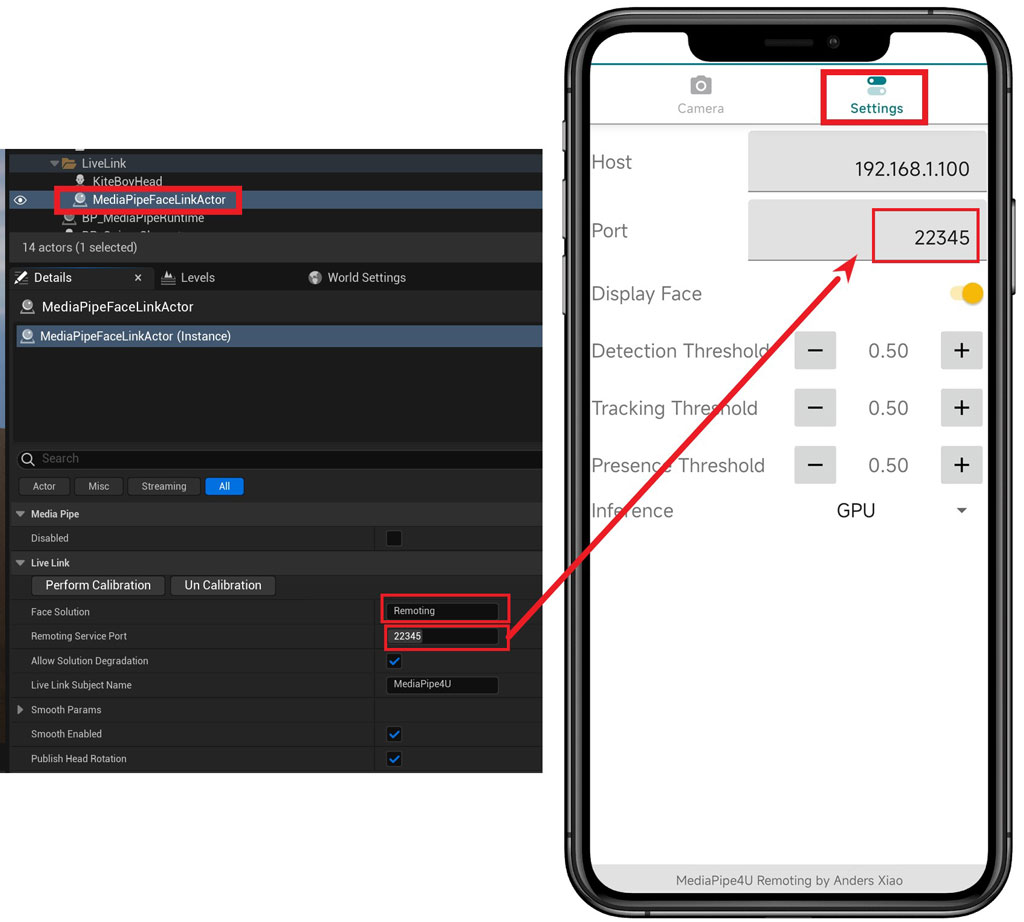 LiveLink
KiteBoyHead
MediaPipeFaceLinkActor
BP_MediaPipeRuntime
14 actors (1 selected)
Details
Levels
World Settings
MediaPipeFaceLinkActor
MediaPipeFaceLinkActor (Instance)
Search
Actor Misc Streaming All
Media Pipe
Disabled
Live Link
Perform Calibration Un Calibration
Face Solution Remoting
Remoting Service Port 22345
Allow Solution Degradation
Live Link Subject Name MediaPipe4U
Smooth Params
Smooth Enabled
Publish Head Rotation
Camera Settings
Host 192.168.1.100
Port 22345
Display Face
Detection Threshold − 0.50 +
Tracking Threshold − 0.50 +
Presence Threshold − 0.50 +
Inference GPU
MediaPipe4U Remoting by Anders Xiao